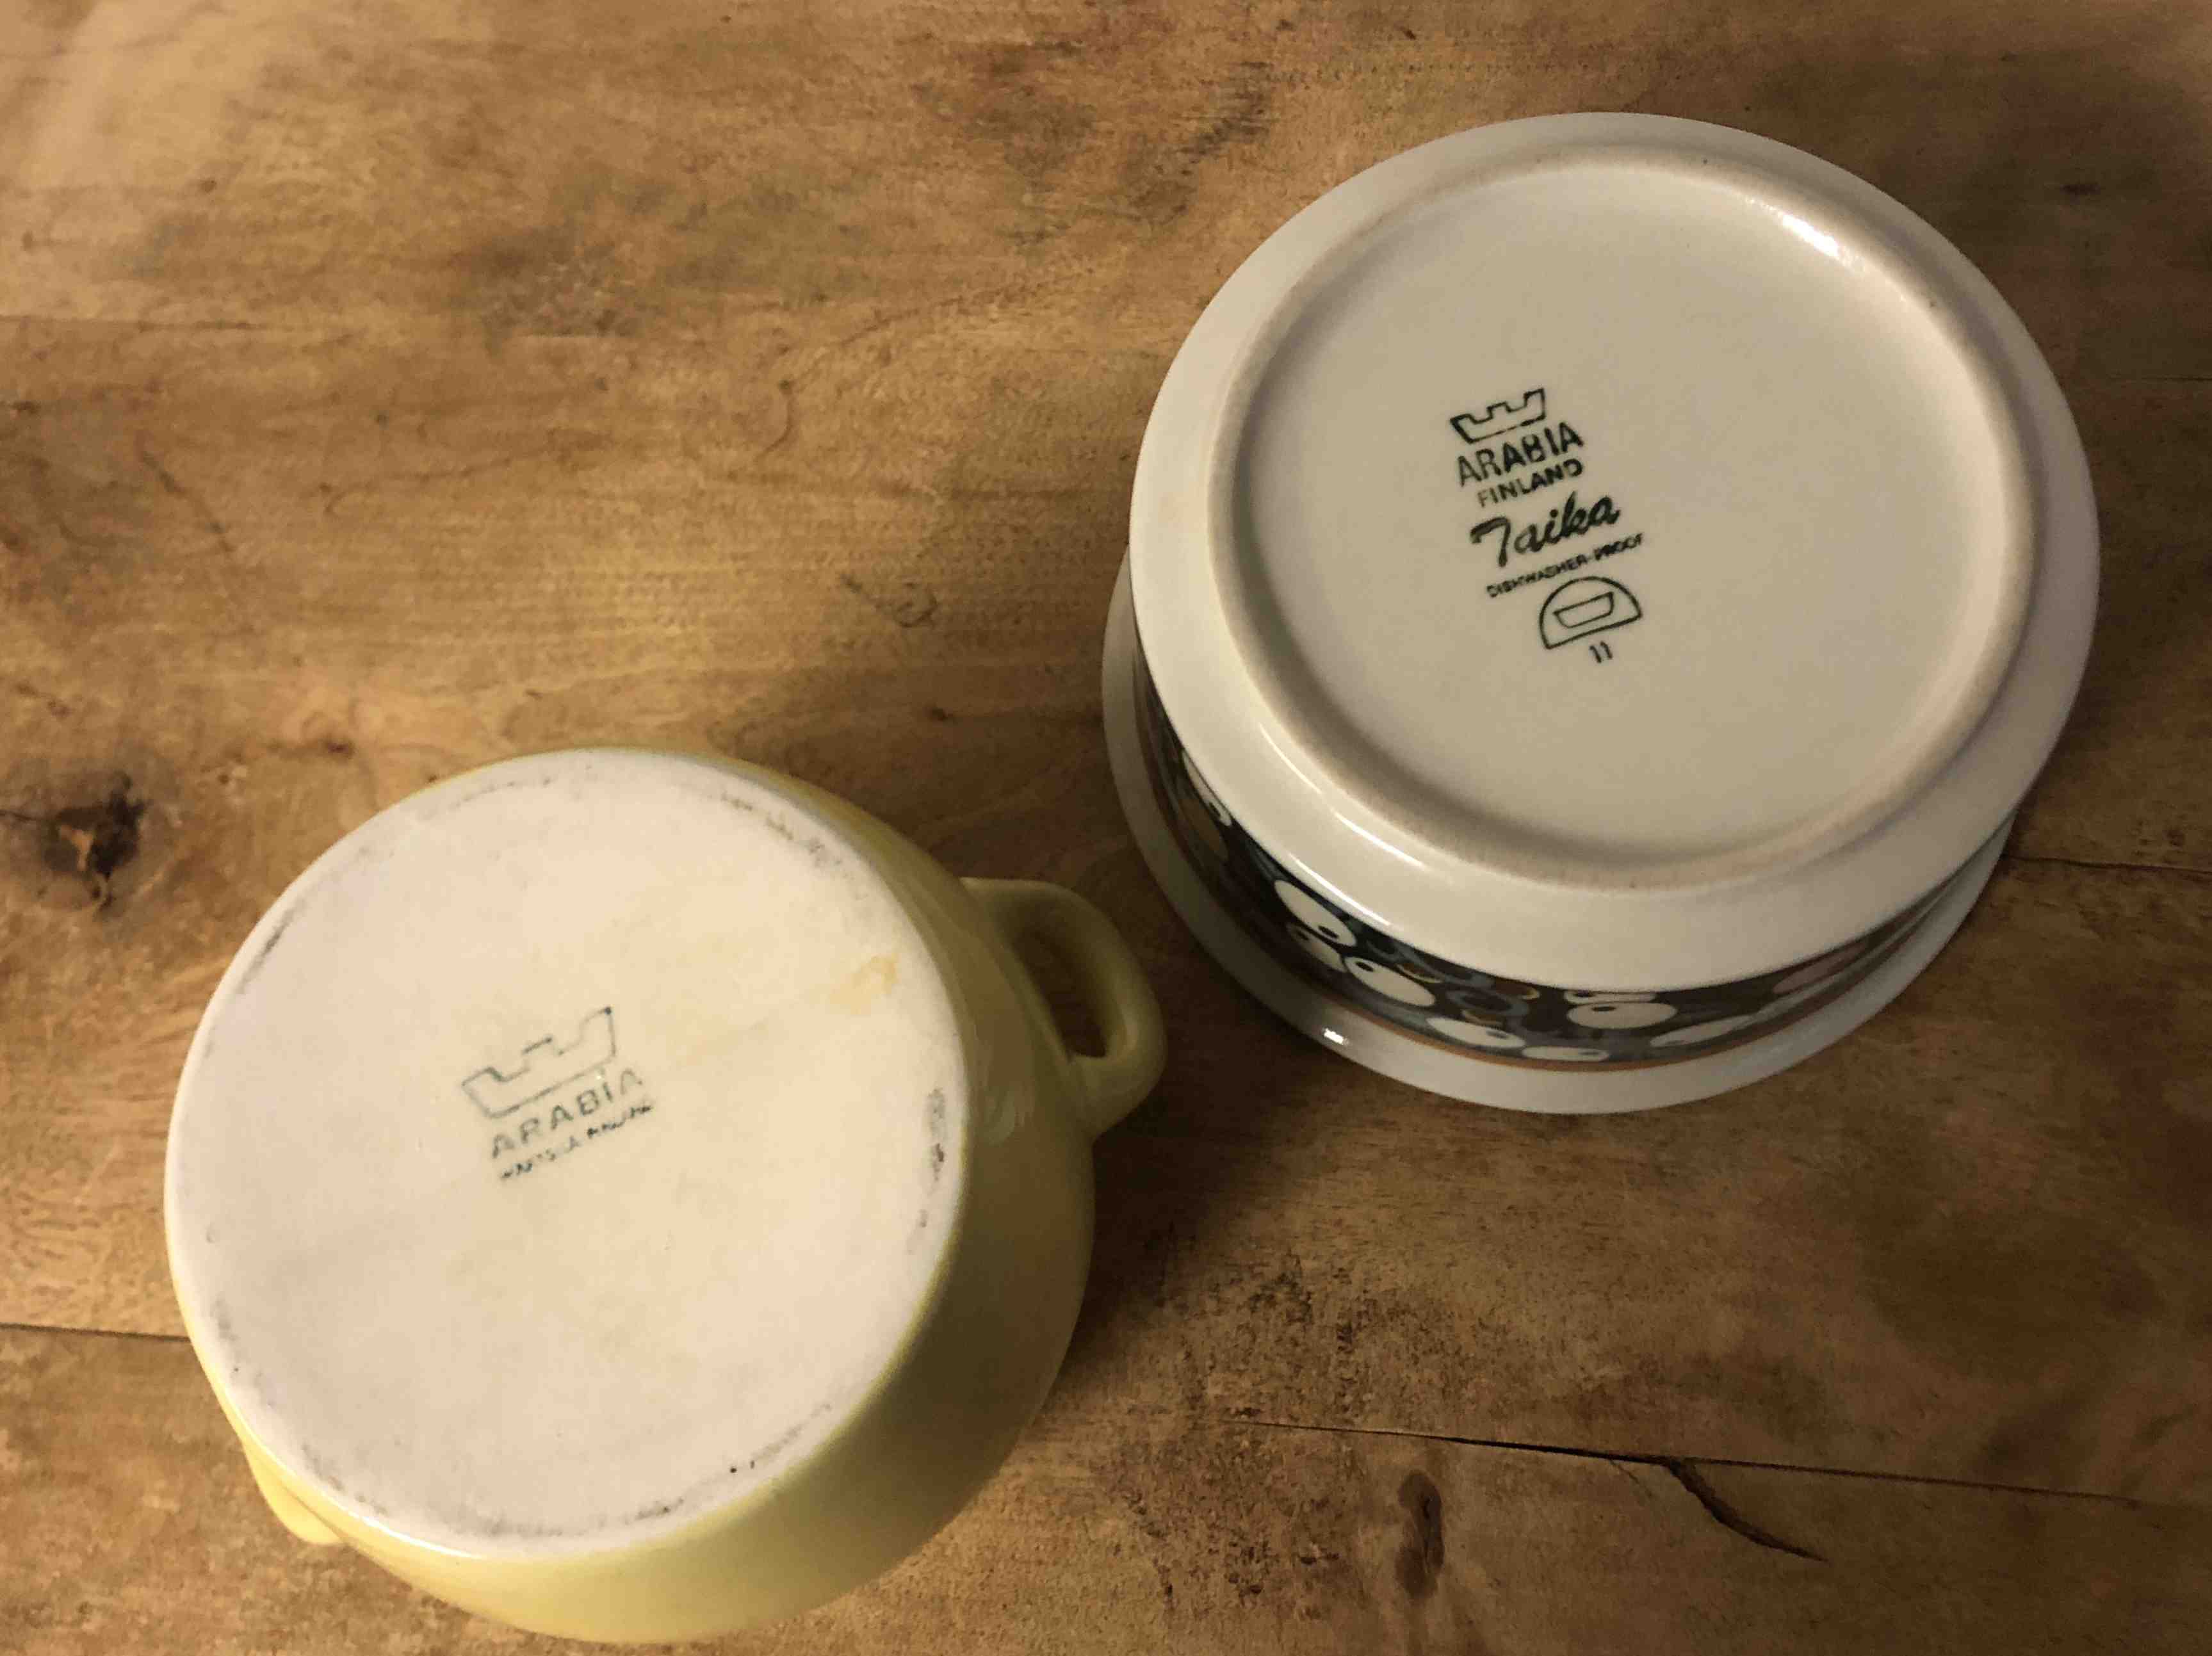 ARABIA
FINLAND
Taika
DISHWASHER-PROOF
11
ARABIA